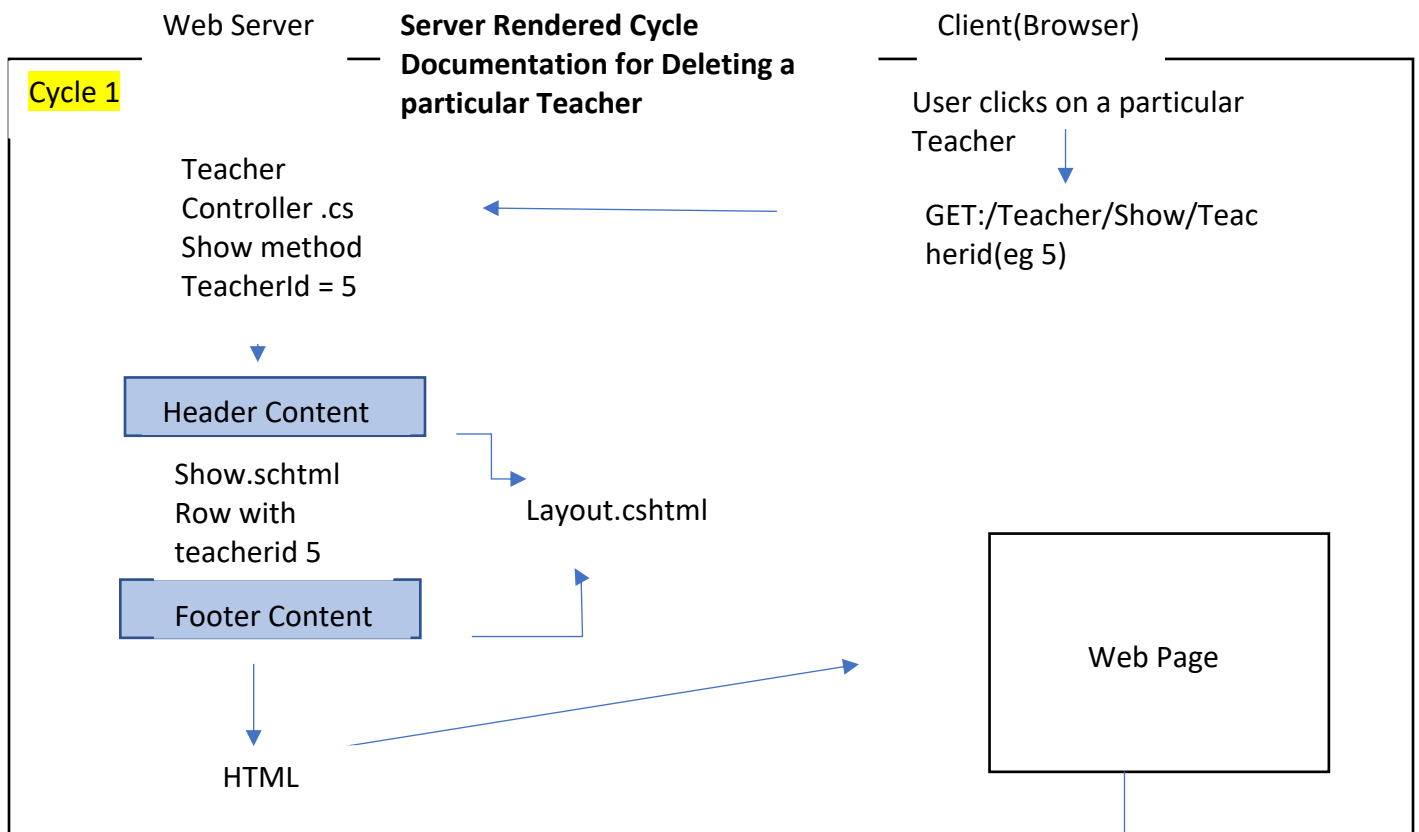 Web Server
Server Rendered Cycle
Documentation for Deleting a
particular Teacher
Client(Browser)
Cycle 1
User clicks on a particular
Teacher
GET:/Teacher/Show/Teac
herid(eg 5)
Teacher
Controller .cs
Show method
TeacherId = 5
Header Content
Show.schtml
Row with
teacherid 5
Layout.cshtml
Footer Content
Web Page
HTML